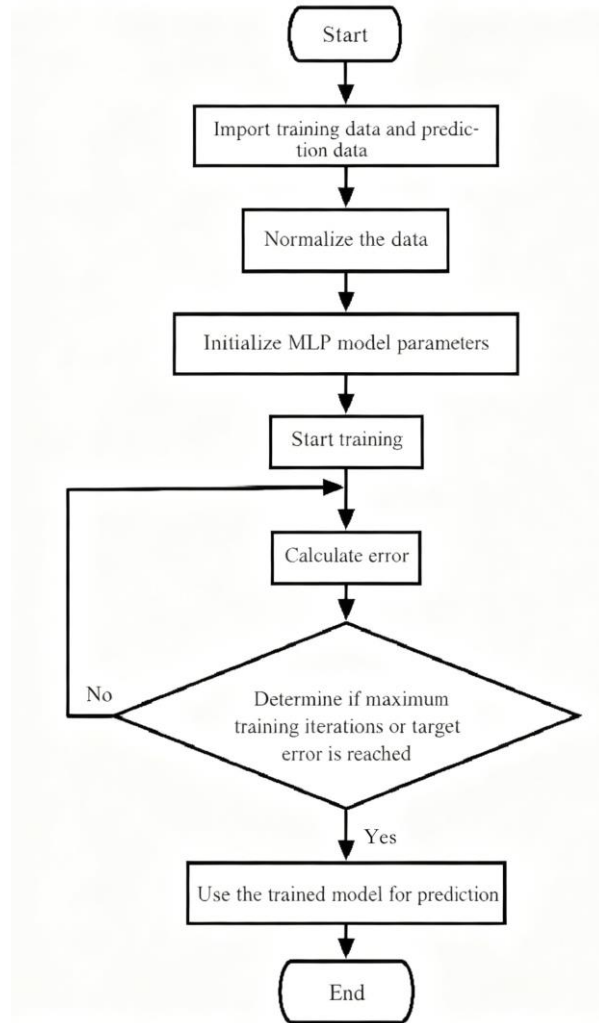 Start
Import training data and predic-
tion data
Normalize the data
Initialize MLP model parameters
Start training
Calculate error
No
Determine if maximum
training iterations or target
error is reached
Yes
Use the trained model for prediction
End